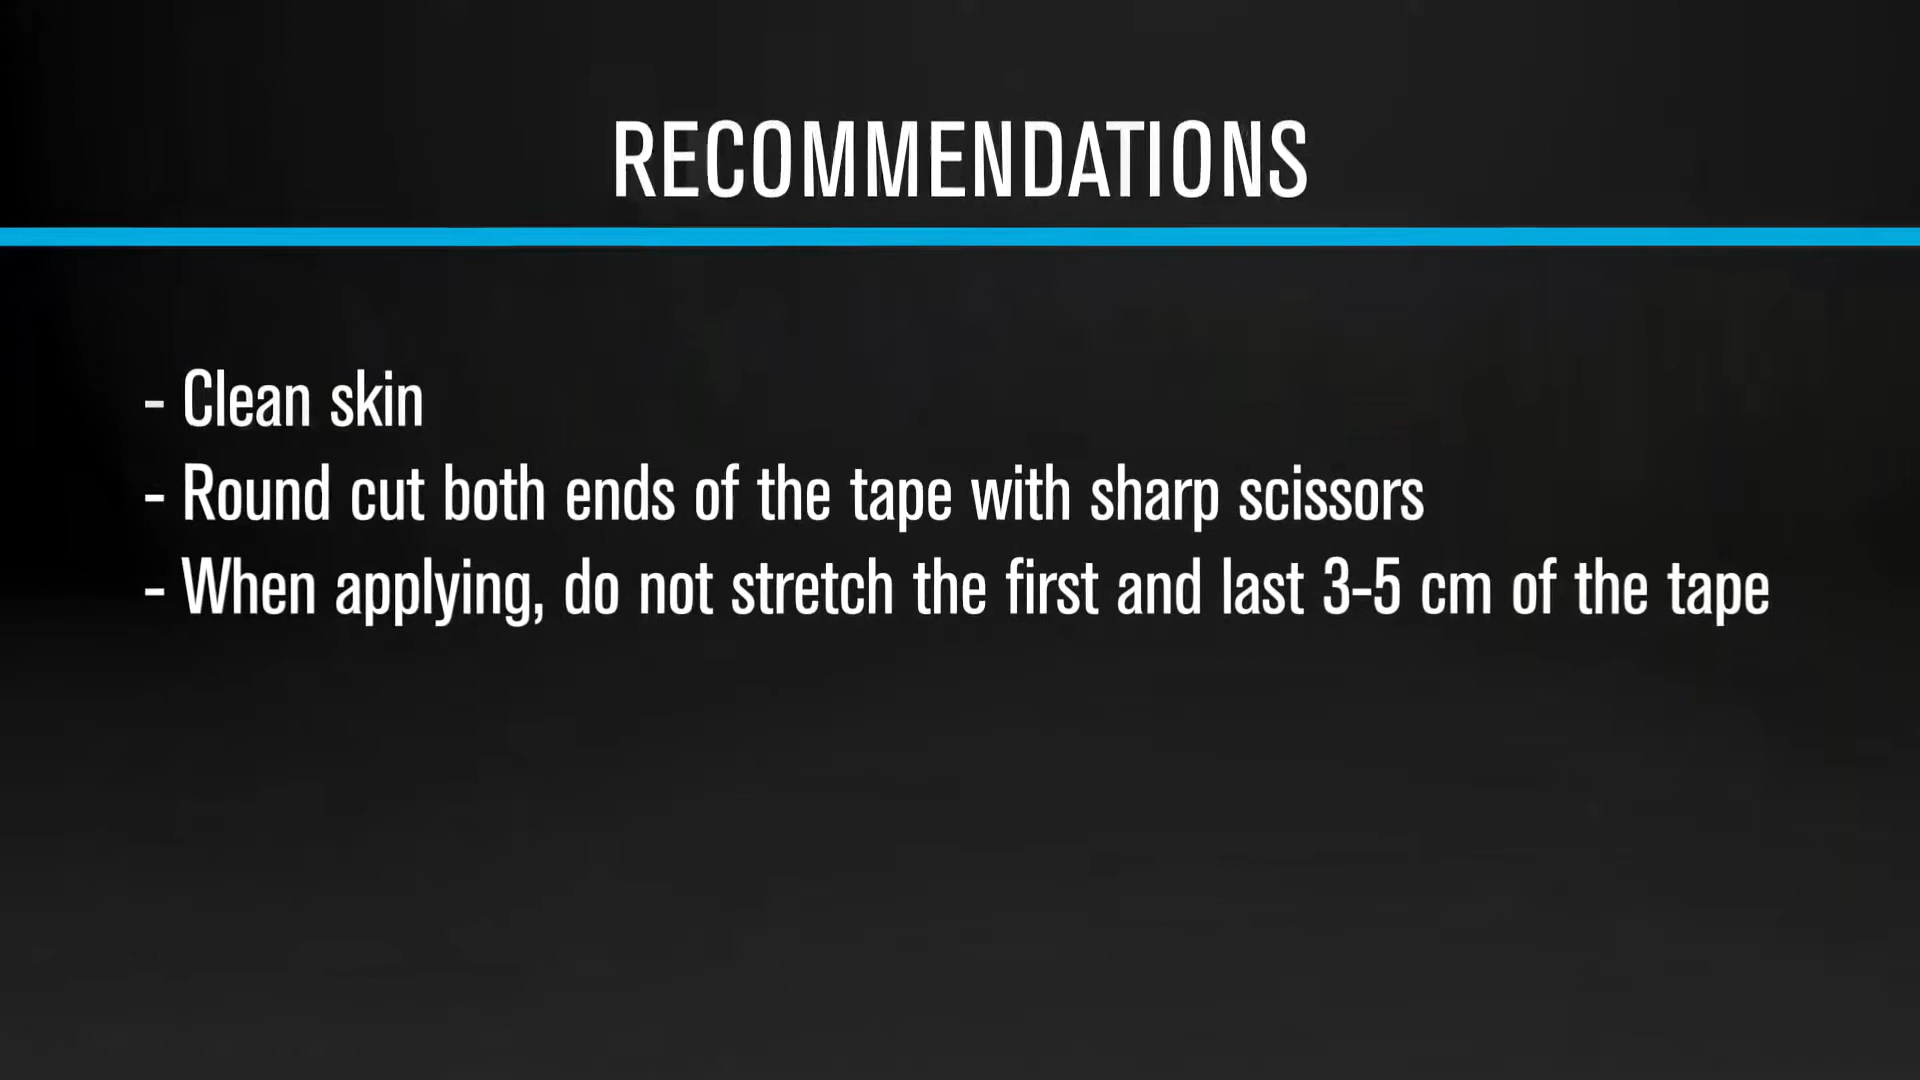 RECOMMENDATIONS
- Clean skin
- Round cut both ends of the tape with sharp scissors
- When applying, do not stretch the first and last 3-5 cm of the tape